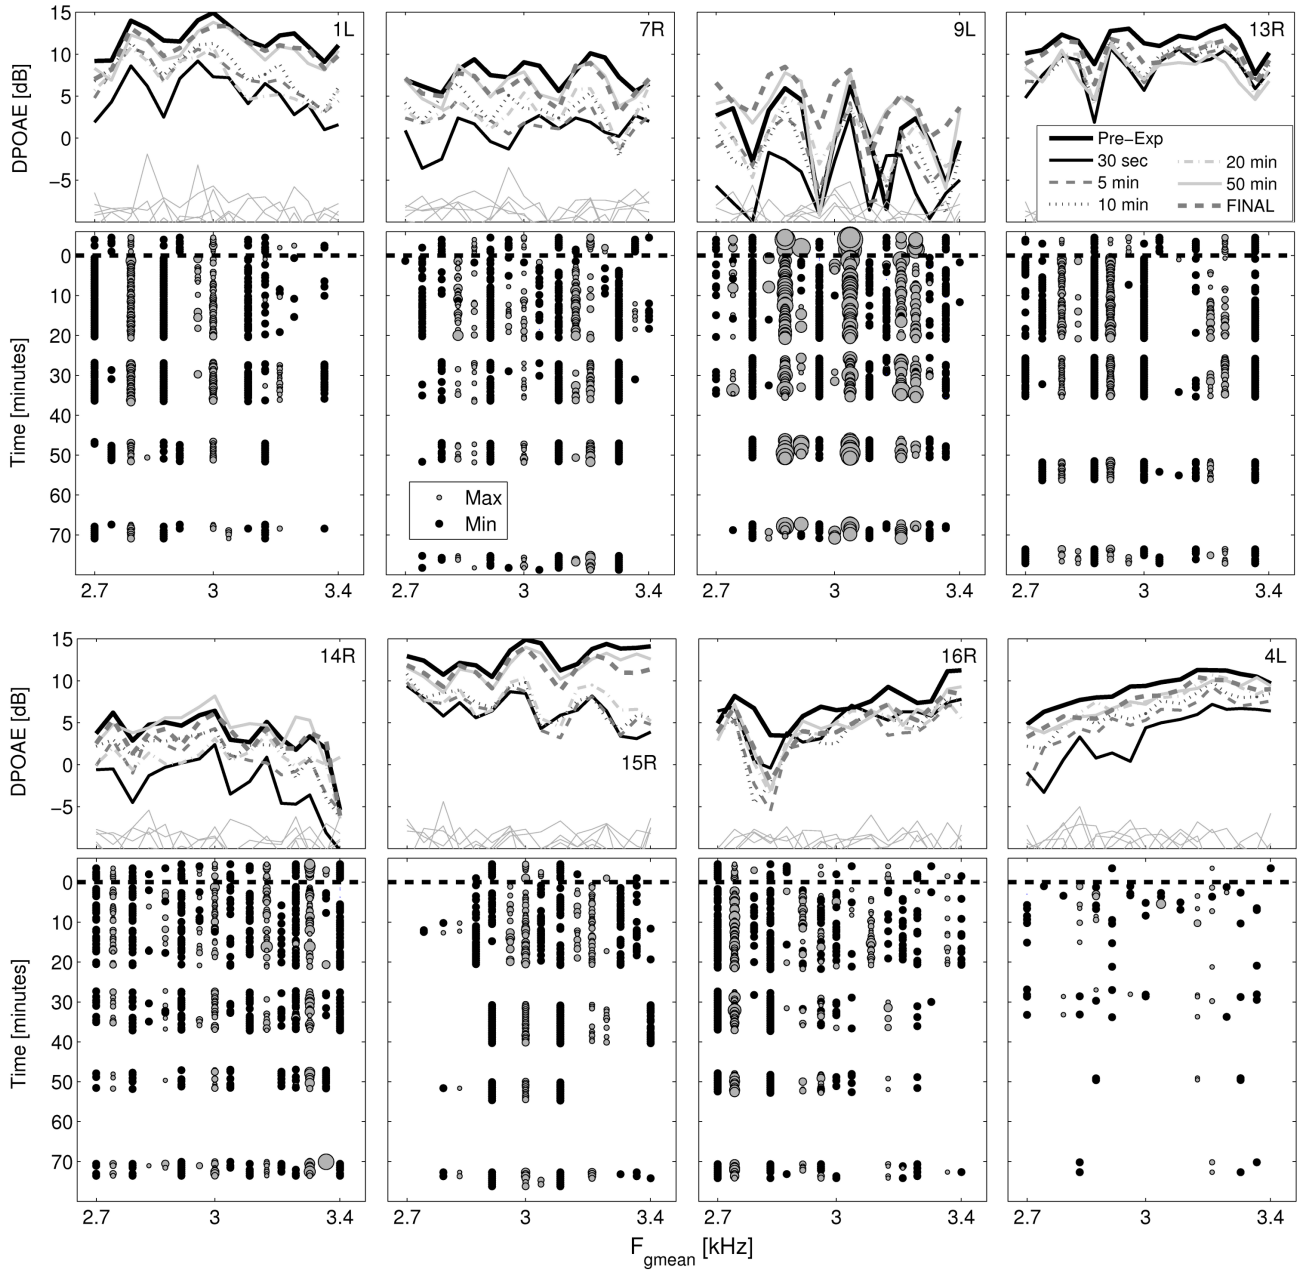 1L
7R
9L
13R
15
10
5
0
−5
DPOAE [dB]
Pre−Exp
30 sec
5 min
10 min
20 min
50 min
FINAL
0
10
20
30
40
50
60
70
Time [minutes]
Max
Min
2.7 3 3.4
2.7 3 3.4
2.7 3 3.4
2.7 3 3.4
14R
15R
16R
4L
15
10
5
0
−5
DPOAE [dB]
0
10
20
30
40
50
60
70
Time [minutes]
2.7 3 3.4
2.7 3 3.4
2.7 3 3.4
2.7 3 3.4
F gmean [kHz]